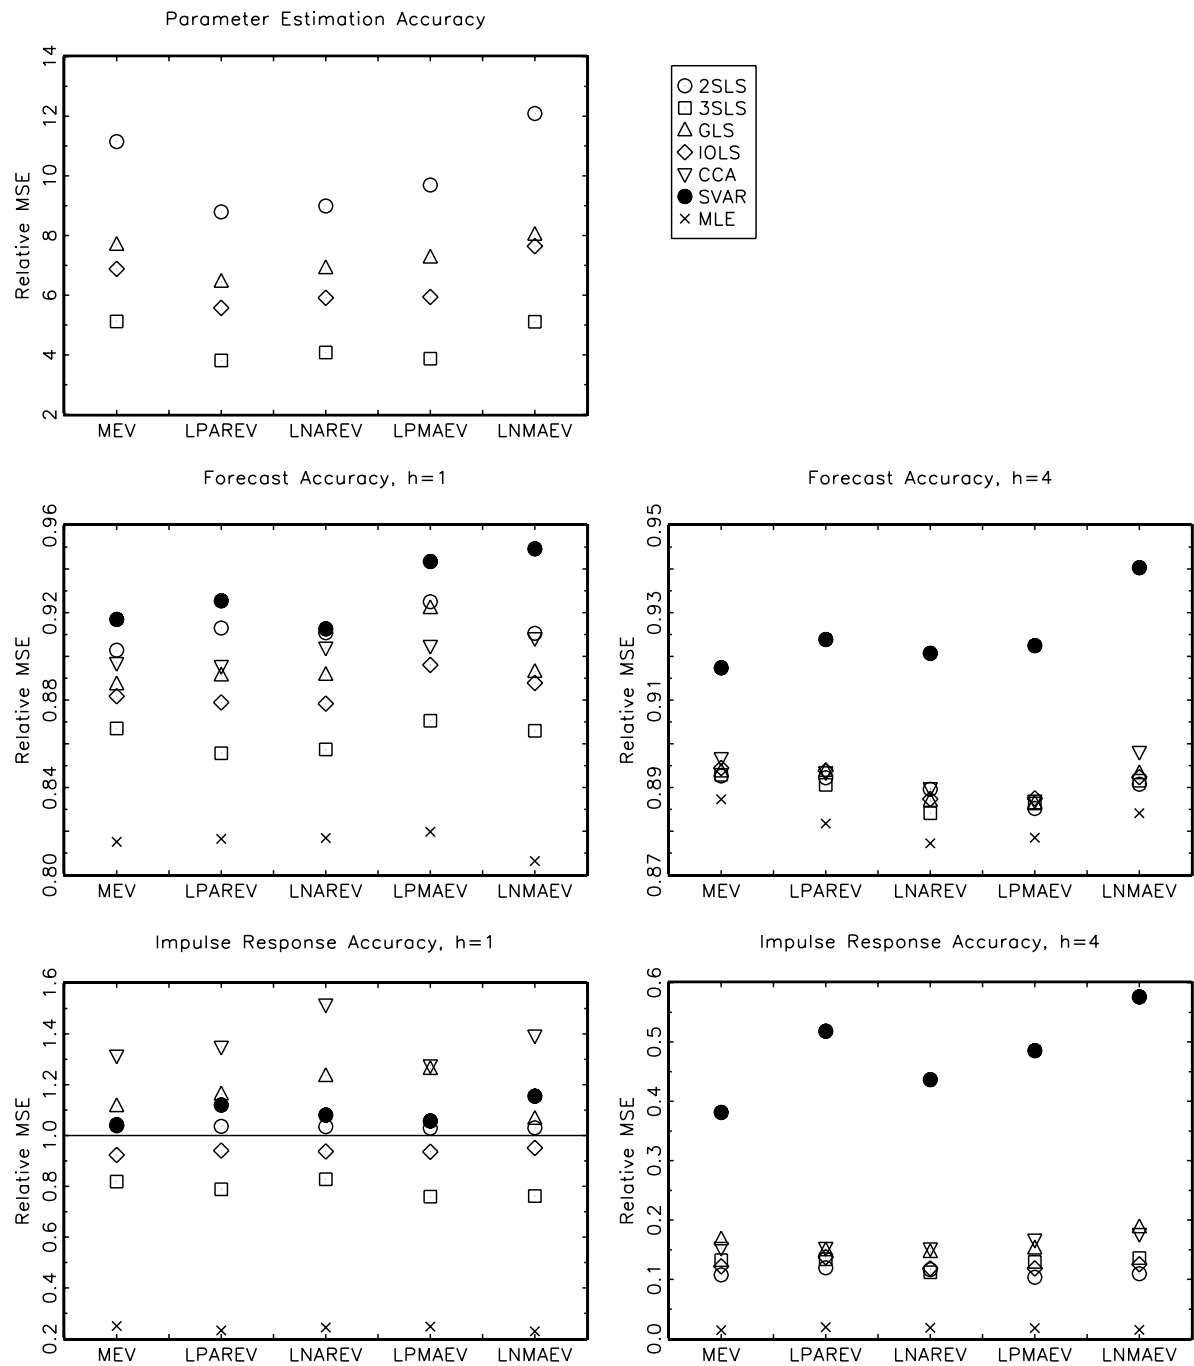 Parameter Estimation Accuracy
Relative MSE
14
12
10
8
6
4
2
MEV LPAREV LNAREV LPMAEV LNMAEV
2SLS
3SLS
GLS
IOLS
CCA
SVAR
MLE
Forecast Accuracy, h=1
Relative MSE
0.96
0.92
0.88
0.84
0.80
MEV LPAREV LNAREV LPMAEV LNMAEV
Forecast Accuracy, h=4
Relative MSE
0.95
0.93
0.91
0.89
0.87
MEV LPAREV LNAREV LPMAEV LNMAEV
Impulse Response Accuracy, h=1
Relative MSE
1.6
1.4
1.2
1.0
0.8
0.6
0.4
0.2
MEV LPAREV LNAREV LPMAEV LNMAEV
Impulse Response Accuracy, h=4
Relative MSE
0.6
0.5
0.4
0.3
0.2
0.1
0.0
MEV LPAREV LNAREV LPMAEV LNMAEV